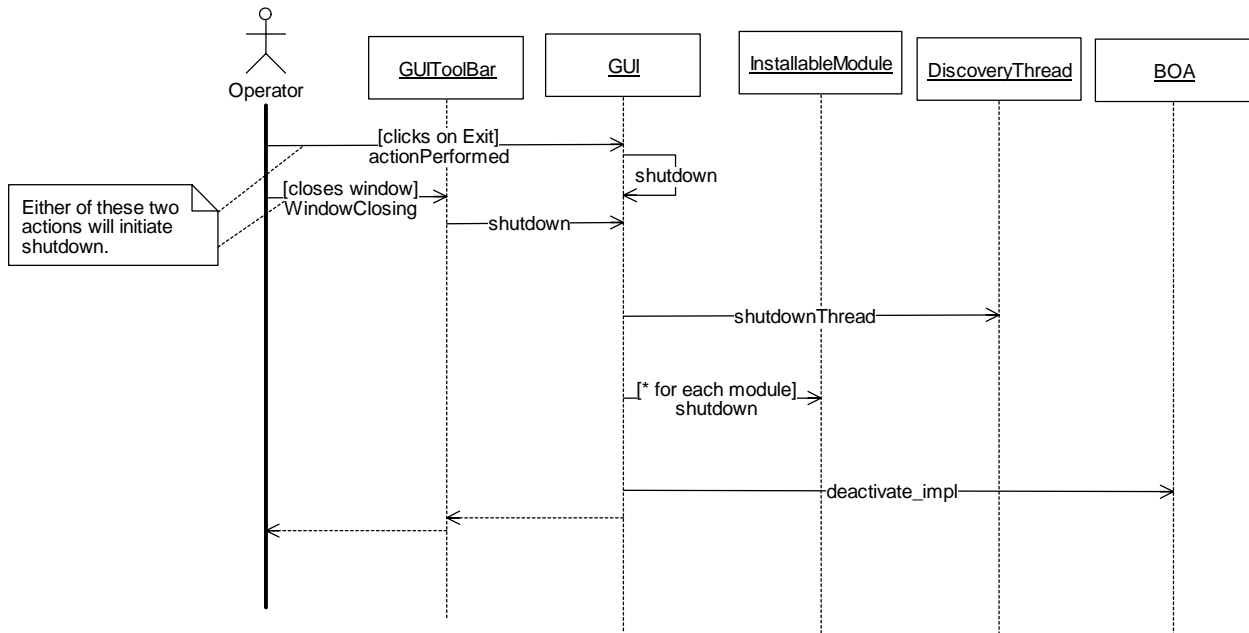 Operator
GUIToolBar
GUI
InstallableModule
DiscoveryThread
BOA
[clicks on Exit]
actionPerformed
shutdown
[closes window]
WindowClosing
Either of these two
actions will initiate
shutdown.
shutdown
shutdownThread
[* for each module]
shutdown
deactivate_impl